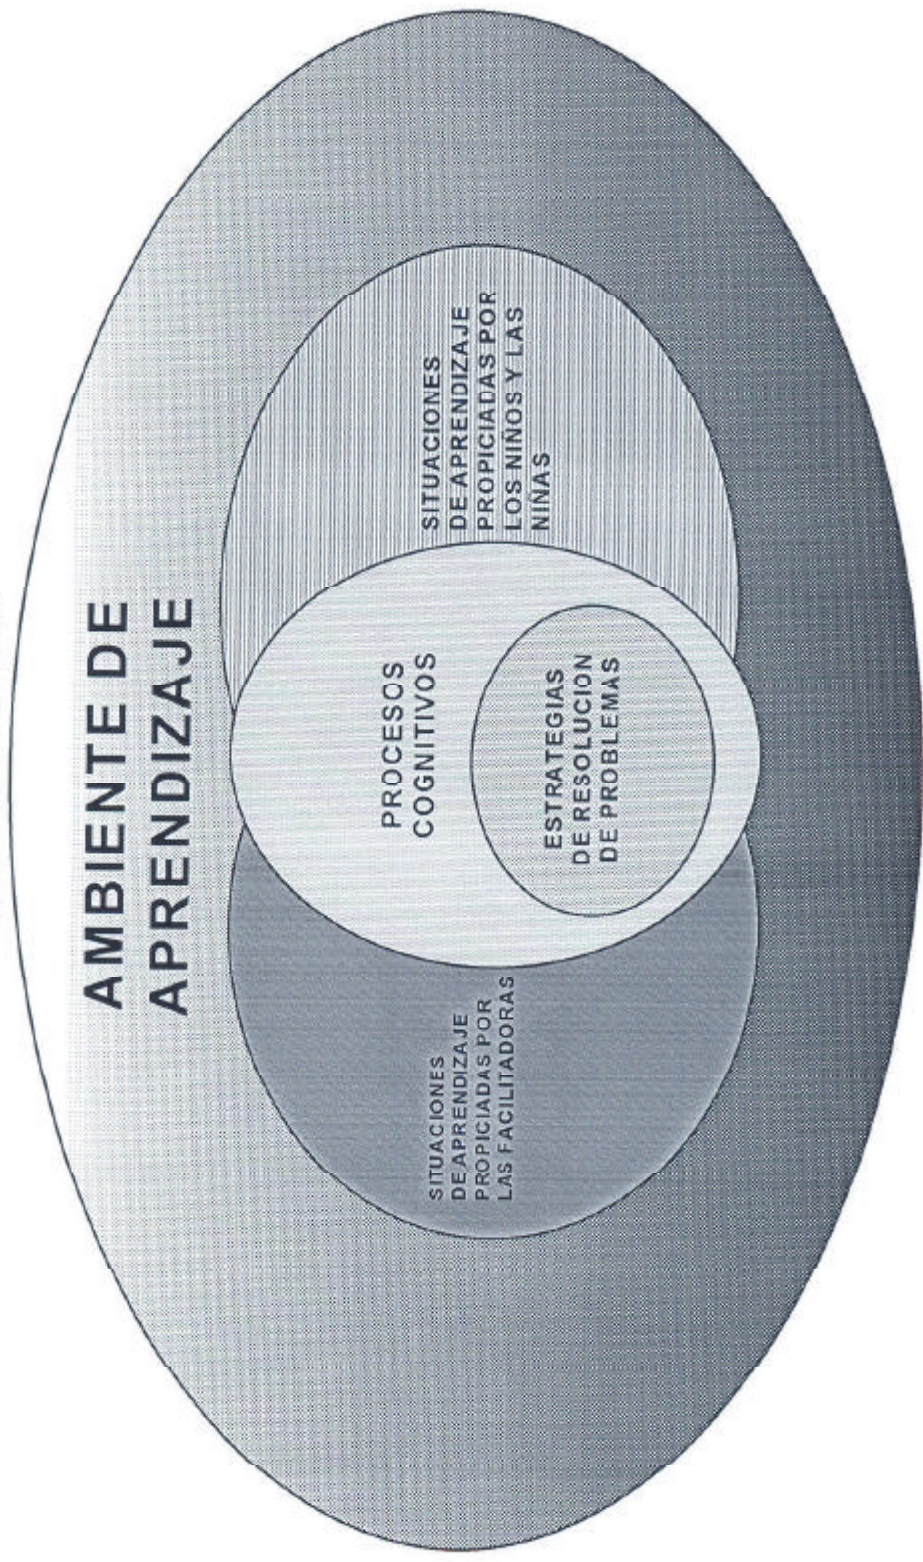 AMBIENTE DE
APRENDIZAJE
SITUACIONES
DE APRENDIZAJE
PROPICIADAS POR
LAS FACILITADORAS
PROCESOS
COGNITIVOS
ESTRATEGIAS
DE RESOLUCION
DE PROBLEMAS
SITUACIONES
DE APRENDIZAJE
PROPICIADAS POR
LOS NIÑOS Y LAS
NIÑAS